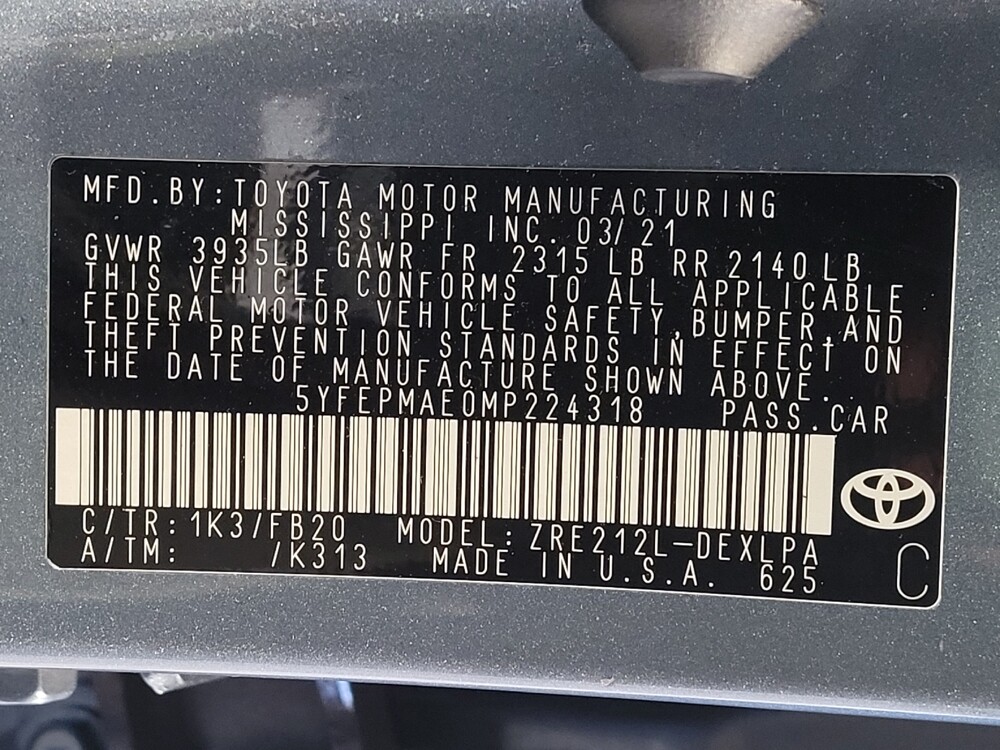 MFD. BY: TOYOTA MOTOR MANUFACTURING
MISSISSIPPI INC. 03/21
GVWR 3935LB GAWR FR 2315 LB RR 2140 LB
THIS VEHICLE CONFORMS TO ALL APPLICABLE
FEDERAL MOTOR VEHICLE SAFETY, BUMPER, AND
THEFT PREVENTION STANDARDS IN EFFECT ON
THE DATE OF MANUFACTURE SHOWN ABOVE.
5YFEPMAE0MP224318 PASS. CAR
C/TR: 1K3/FB20 MODEL: ZRE212L-DEXLPA
A/TM: /K313 MADE IN U.S.A. 625
C